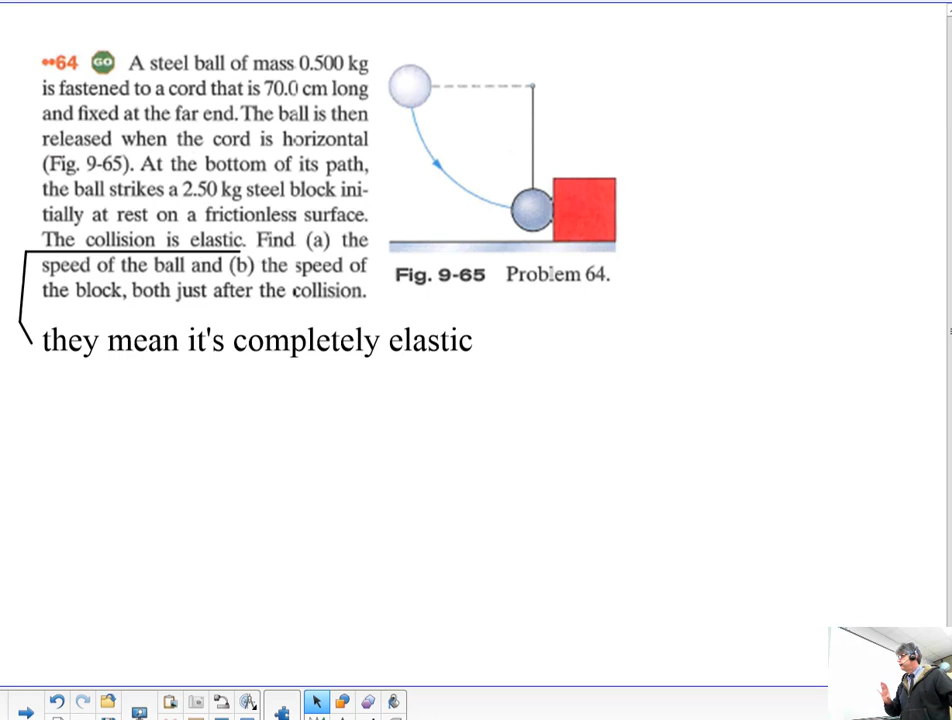 ••64 GO A steel ball of mass 0.500 kg
is fastened to a cord that is 70.0 cm long
and fixed at the far end. The ball is then
released when the cord is horizontal
(Fig. 9-65). At the bottom of its path,
the ball strikes a 2.50 kg steel block ini-
tially at rest on a frictionless surface.
The collision is elastic. Find (a) the
speed of the ball and (b) the speed of
the block, both just after the collision.
Fig. 9-65 Problem 64.
they mean it's completely elastic